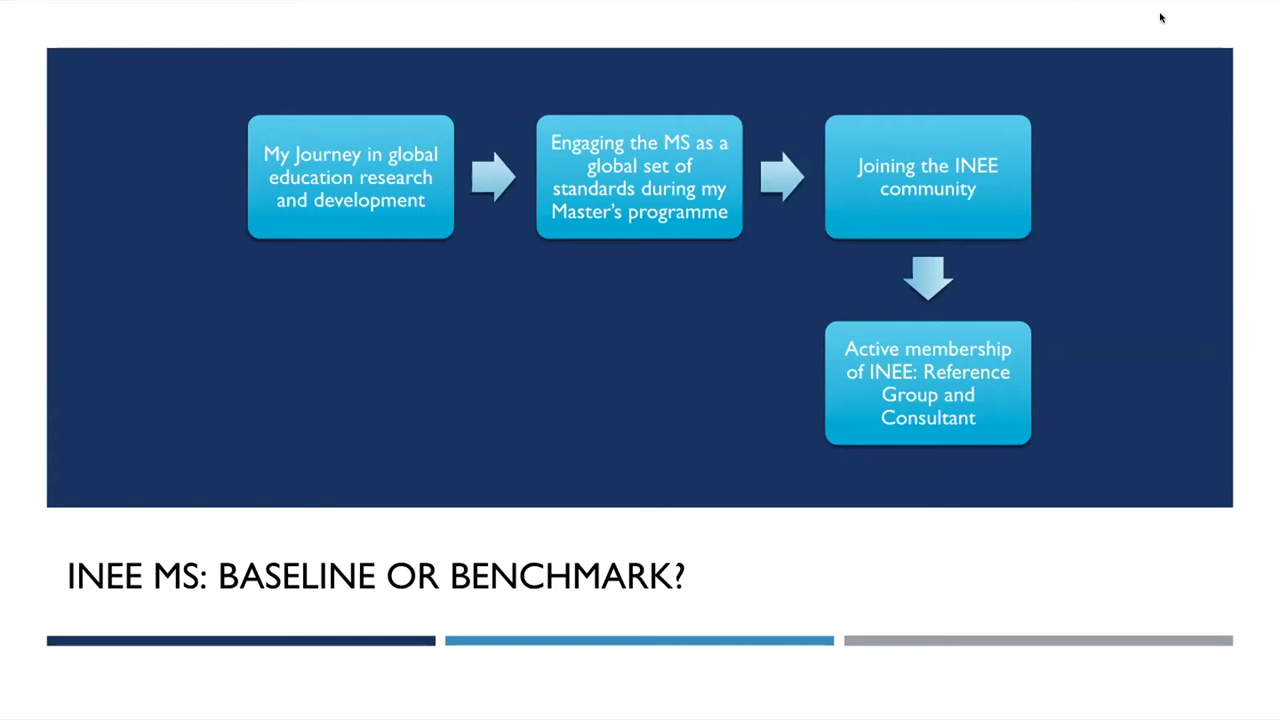 My Journey in global
education research
and development
Engaging the MS as a
global set of
standards during my
Master's programme
Joining the INEE
community
Active membership
of INEE: Reference
Group and
Consultant
INEE MS: BASELINE OR BENCHMARK?